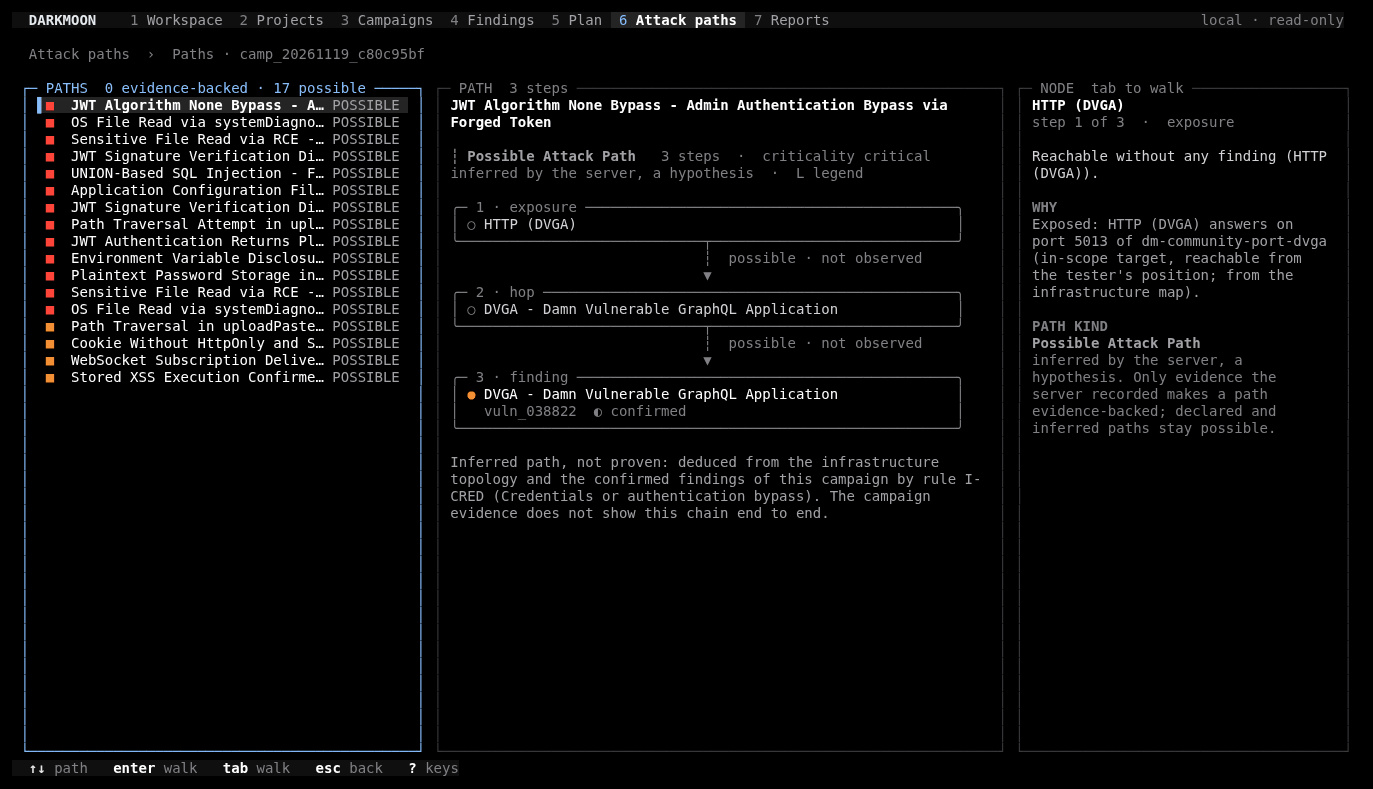 DARKMOON 1 Workspace 2 Projects 3 Campaigns 4 Findings 5 Plan 6 Attack paths 7 Reports local · read-only
Attack paths › Paths · camp_20261119_c80c95bf
PATHS 0 evidence-backed · 17 possible
JWT Algorithm None Bypass - A… POSSIBLE
OS File Read via systemDiagno… POSSIBLE
Sensitive File Read via RCE -… POSSIBLE
JWT Signature Verification Di… POSSIBLE
UNION-Based SQL Injection - F… POSSIBLE
Application Configuration Fil… POSSIBLE
JWT Signature Verification Di… POSSIBLE
Path Traversal Attempt in upl… POSSIBLE
JWT Authentication Returns Pl… POSSIBLE
Environment Variable Disclosu… POSSIBLE
Plaintext Password Storage in… POSSIBLE
Sensitive File Read via RCE -… POSSIBLE
OS File Read via systemDiagno… POSSIBLE
Path Traversal in uploadPaste… POSSIBLE
Cookie Without HttpOnly and S… POSSIBLE
WebSocket Subscription Delive… POSSIBLE
Stored XSS Execution Confirme… POSSIBLE
PATH 3 steps
JWT Algorithm None Bypass - Admin Authentication Bypass via
Forged Token
Possible Attack Path 3 steps · criticality critical
inferred by the server, a hypothesis · L legend
1 · exposure
○ HTTP (DVGA)
possible · not observed
▼
2 · hop
○ DVGA - Damn Vulnerable GraphQL Application
possible · not observed
▼
3 · finding
● DVGA - Damn Vulnerable GraphQL Application
vuln_038822 ◐ confirmed
Inferred path, not proven: deduced from the infrastructure
topology and the confirmed findings of this campaign by rule I-
CRED (Credentials or authentication bypass). The campaign
evidence does not show this chain end to end.
NODE tab to walk
HTTP (DVGA)
step 1 of 3 · exposure
Reachable without any finding (HTTP
(DVGA)).
WHY
Exposed: HTTP (DVGA) answers on
port 5013 of dm-community-port-dvga
(in-scope target, reachable from
the tester's position; from the
infrastructure map).
PATH KIND
Possible Attack Path
inferred by the server, a
hypothesis. Only evidence the
server recorded makes a path
evidence-backed; declared and
inferred paths stay possible.
↑↓ path enter walk tab walk esc back ? keys